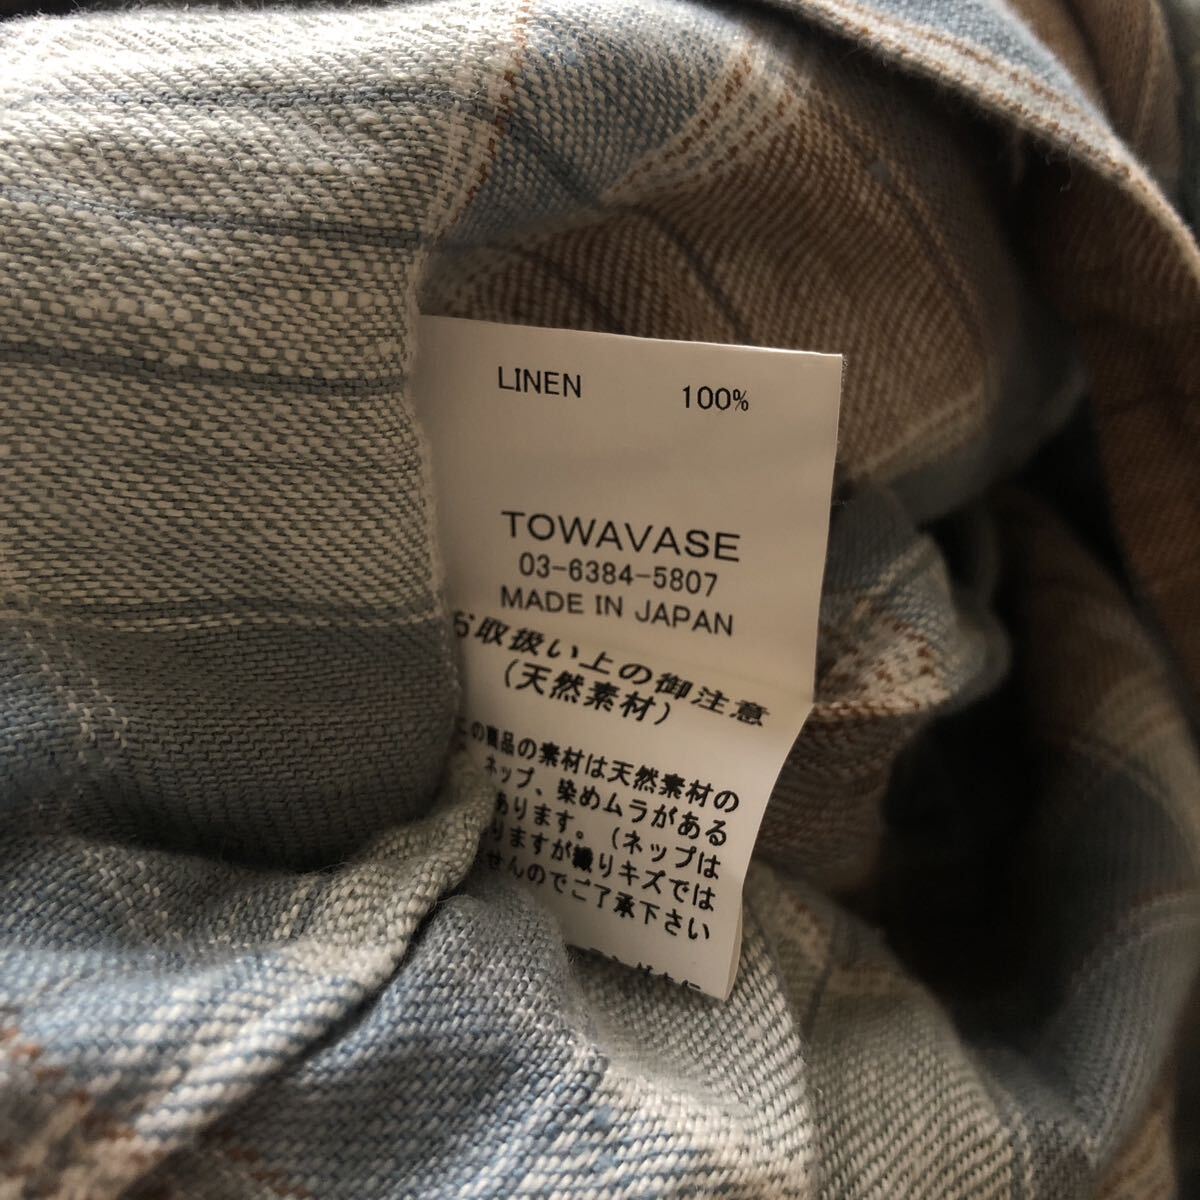 LINEN 100%
TOWAVASE
03-6384-5807
MADE IN JAPAN
お取扱い上の御注意
(天然素材)
この商品の素材は天然素材の
ネップ、染めムラがある
あります。(ネップは
りますが織りキズでは
せんのでご了承下さい